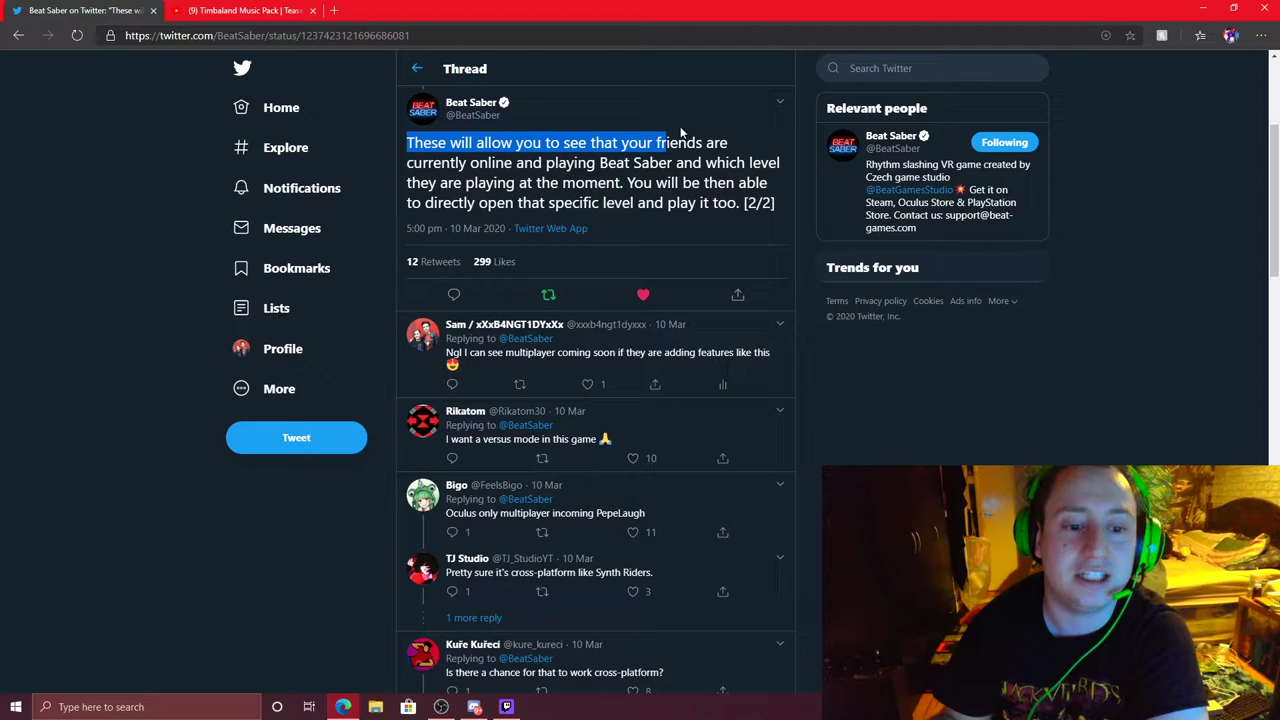 Beat Saber on Twitter: "These wi
(9) Timbaland Music Pack | Tease
https://twitter.com/BeatSaber/status/1237423121696686081
Home
Explore
Notifications
Messages
Bookmarks
Lists
Profile
More
Tweet
Thread
Beat Saber
@BeatSaber
These will allow you to see that your friends are
currently online and playing Beat Saber and which level
they are playing at the moment. You will be then able
to directly open that specific level and play it too. [2/2]
5:00 pm · 10 Mar 2020 · Twitter Web App
12 Retweets 299 Likes
Sam / xXxB4NGT1DYxXx @xxxb4ngt1dyxxx · 10 Mar
Replying to @BeatSaber
Ngl I can see multiplayer coming soon if they are adding features like this
😍
1
Rikatom @Rikatom30 · 10 Mar
Replying to @BeatSaber
I want a versus mode in this game 🙏
10
Bigo @FeelsBigo · 10 Mar
Replying to @BeatSaber
Oculus only multiplayer incoming PepeLaugh
1 11
TJ Studio @TJ_StudioYT · 10 Mar
Pretty sure it's cross-platform like Synth Riders.
1 3
1 more reply
Kuře Kuřecí @kure_kureci · 10 Mar
Replying to @BeatSaber
Is there a chance for that to work cross-platform?
1 8
Search Twitter
Relevant people
Beat Saber
@BeatSaber
Following
Rhythm slashing VR game created by
Czech game studio
@BeatGamesStudio💥 Get it on
Steam, Oculus Store & PlayStation
Store. Contact us: support@beat-
games.com
Trends for you
Terms Privacy policy Cookies Ads info More
© 2020 Twitter, Inc.
Type here to search